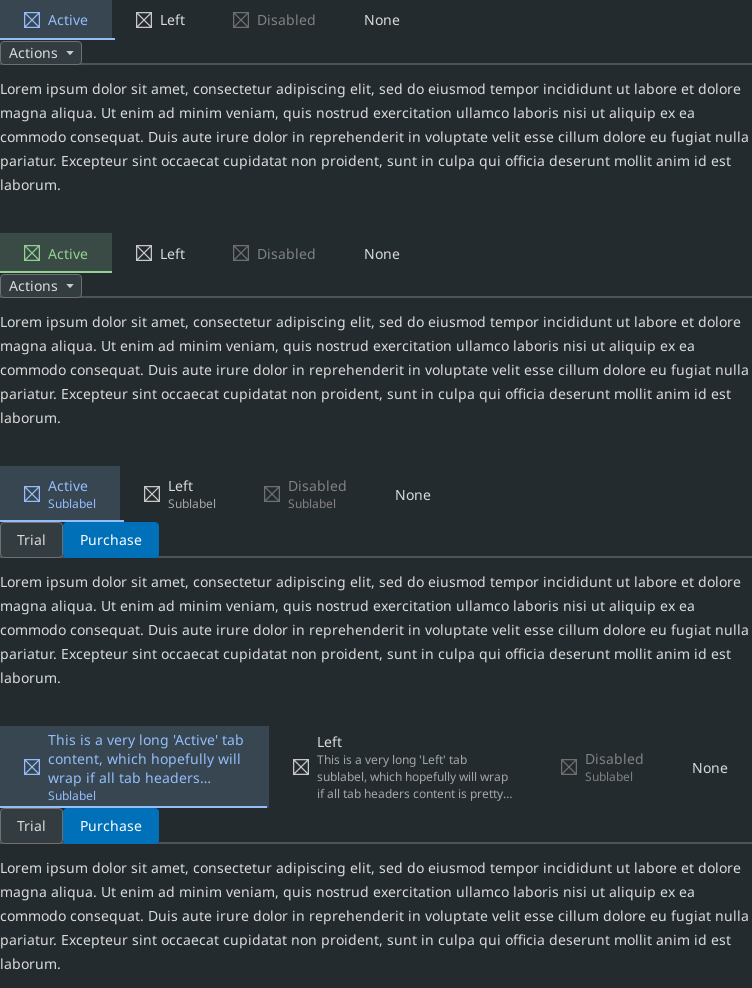 Active Left Disabled None
Actions
Lorem ipsum dolor sit amet, consectetur adipiscing elit, sed do eiusmod tempor incididunt ut labore et dolore
magna aliqua. Ut enim ad minim veniam, quis nostrud exercitation ullamco laboris nisi ut aliquip ex ea
commodo consequat. Duis aute irure dolor in reprehenderit in voluptate velit esse cillum dolore eu fugiat nulla
pariatur. Excepteur sint occaecat cupidatat non proident, sunt in culpa qui officia deserunt mollit anim id est
laborum.
Active Left Disabled None
Actions
Lorem ipsum dolor sit amet, consectetur adipiscing elit, sed do eiusmod tempor incididunt ut labore et dolore
magna aliqua. Ut enim ad minim veniam, quis nostrud exercitation ullamco laboris nisi ut aliquip ex ea
commodo consequat. Duis aute irure dolor in reprehenderit in voluptate velit esse cillum dolore eu fugiat nulla
pariatur. Excepteur sint occaecat cupidatat non proident, sunt in culpa qui officia deserunt mollit anim id est
laborum.
Active
Sublabel
Left
Sublabel
Disabled
Sublabel
None
Trial Purchase
Lorem ipsum dolor sit amet, consectetur adipiscing elit, sed do eiusmod tempor incididunt ut labore et dolore
magna aliqua. Ut enim ad minim veniam, quis nostrud exercitation ullamco laboris nisi ut aliquip ex ea
commodo consequat. Duis aute irure dolor in reprehenderit in voluptate velit esse cillum dolore eu fugiat nulla
pariatur. Excepteur sint occaecat cupidatat non proident, sunt in culpa qui officia deserunt mollit anim id est
laborum.
This is a very long 'Active' tab
content, which hopefully will
wrap if all tab headers...
Sublabel
Left
This is a very long 'Left' tab
sublabel, which hopefully will wrap
if all tab headers content is pretty...
Disabled
Sublabel
None
Trial Purchase
Lorem ipsum dolor sit amet, consectetur adipiscing elit, sed do eiusmod tempor incididunt ut labore et dolore
magna aliqua. Ut enim ad minim veniam, quis nostrud exercitation ullamco laboris nisi ut aliquip ex ea
commodo consequat. Duis aute irure dolor in reprehenderit in voluptate velit esse cillum dolore eu fugiat nulla
pariatur. Excepteur sint occaecat cupidatat non proident, sunt in culpa qui officia deserunt mollit anim id est
laborum.